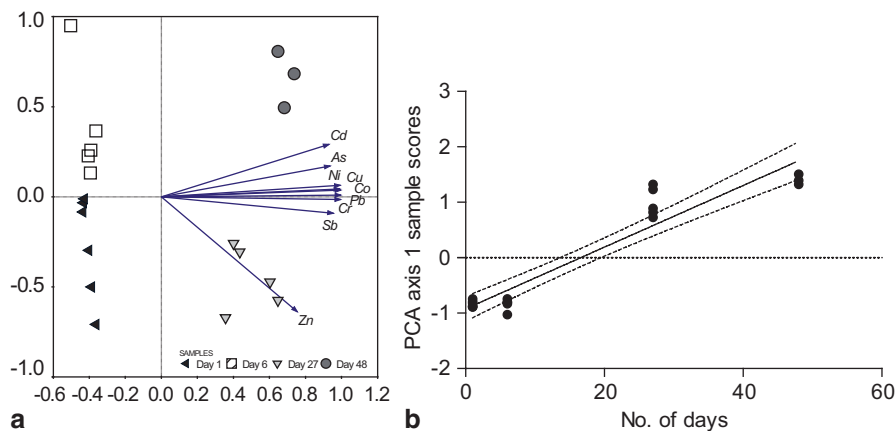 1.0
0.5
0.0
-0.5
-1.0
Cd
As
Ni
Cu
Co
Pb
Cr
Sb
Zn
SAMPLES
Day 1 Day 6 Day 27 Day 48
-0.6 -0.4 -0.2 0.0 0.2 0.4 0.6 0.8 1.0 1.2
a
PCA axis 1 sample scores
3
2
1
0
-1
-2
0 20 40 60
No. of days
b